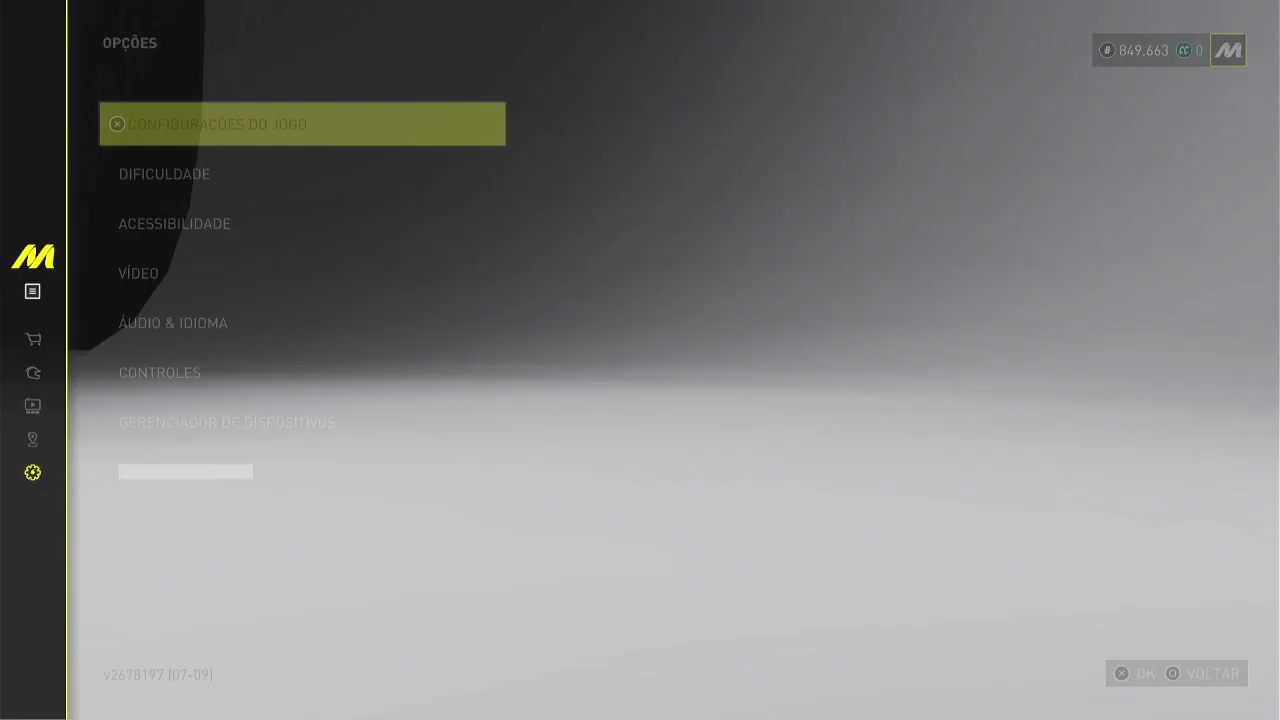 OPÇÕES
849.663 CC 0
CONFIGURAÇÕES DO JOGO
DIFICULDADE
ACESSIBILIDADE
VÍDEO
ÁUDIO & IDIOMA
CONTROLES
GERENCIADOR DE DISPOSITIVOS
v2678197 (07-09)
OK VOLTAR